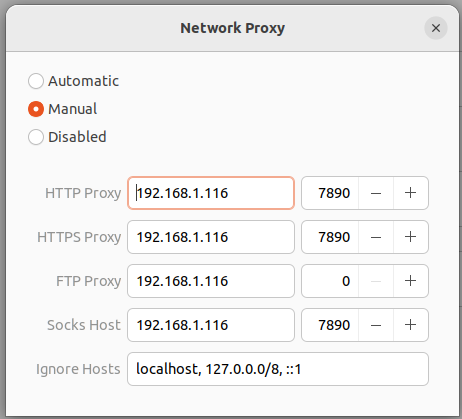 Network Proxy
Automatic
Manual
Disabled
HTTP Proxy 192.168.1.116 7890 − +
HTTPS Proxy 192.168.1.116 7890 − +
FTP Proxy 192.168.1.116 0 − +
Socks Host 192.168.1.116 7890 − +
Ignore Hosts localhost, 127.0.0.0/8, ::1